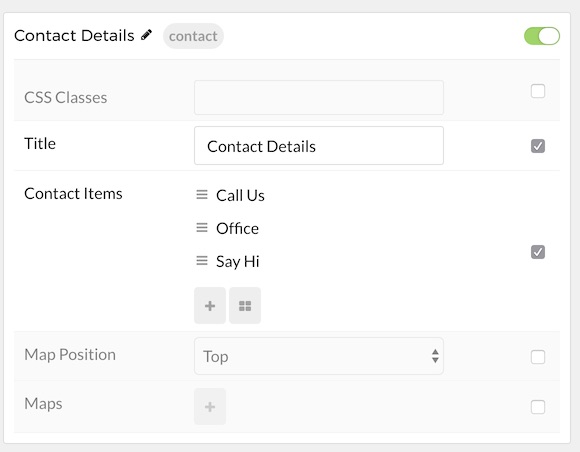 Contact Details contact
CSS Classes
Title Contact Details
Contact Items Call Us
Office
Say Hi
Map Position Top
Maps